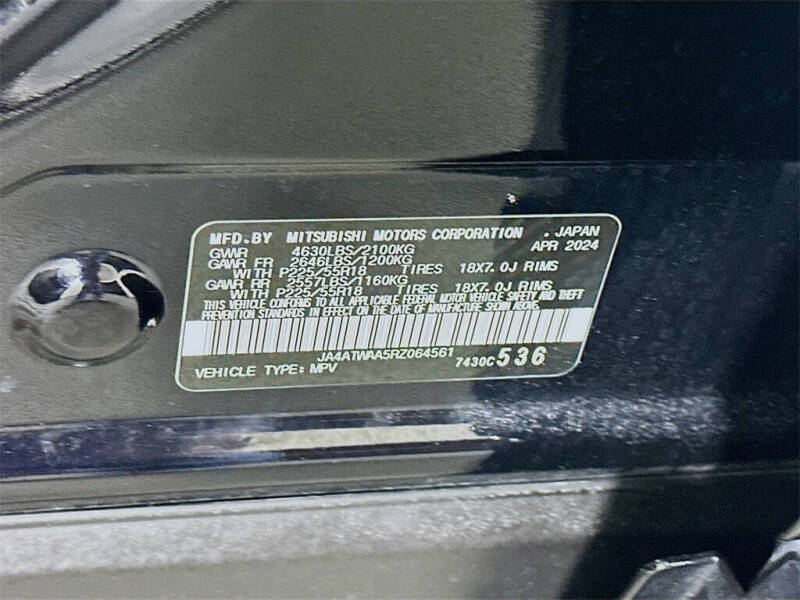 MFD.BY MITSUBISHI MOTORS CORPORATION . JAPAN
GVWR 4630LBS/2100KG APR 2024
GAWR FR 2646LBS/1200KG
WITH P225/55R18 TIRES 18X7.0J RIMS
GAWR RR 2557LBS/1160KG
WITH P225/55R18 TIRES 18X7.0J RIMS
THIS VEHICLE CONFORMS TO ALL APPLICABLE FEDERAL MOTOR VEHICLE SAFETY AND THEFT
PREVENTION STANDARDS IN EFFECT ON THE DATE OF MANUFACTURE SHOWN ABOVE.
JA4ATWAA5RZ064561
VEHICLE TYPE: MPV 7430C 536